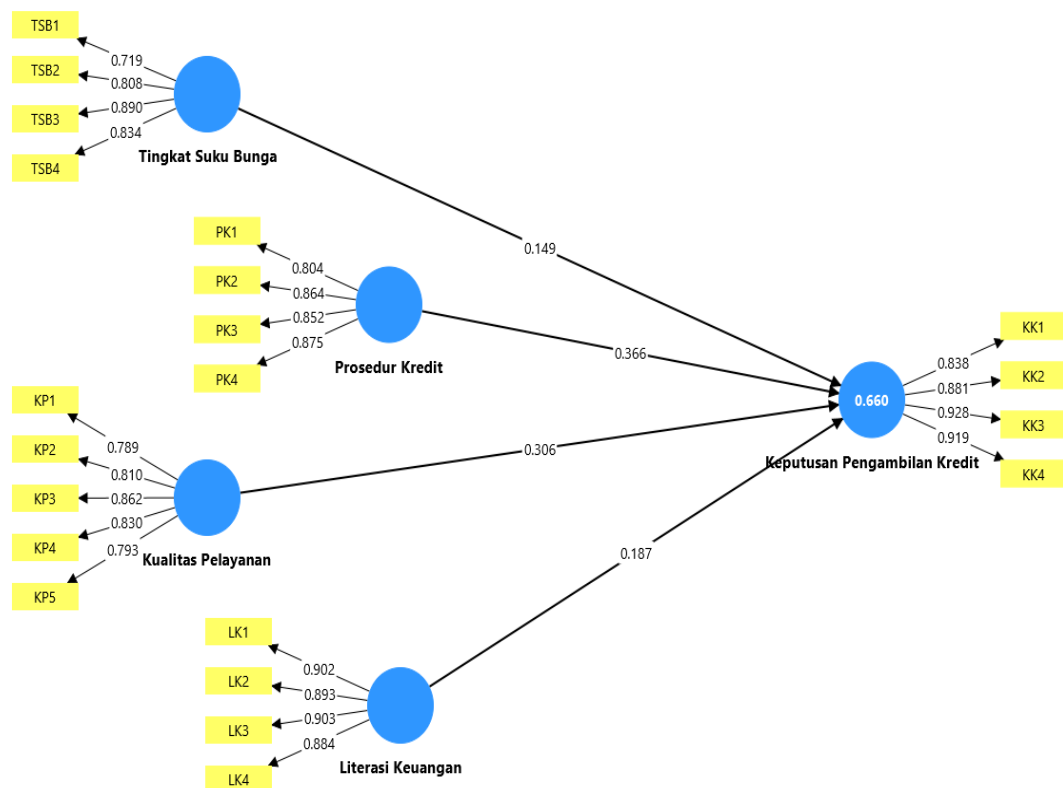 TSB1
0.719
TSB2
0.808
TSB3
0.890
TSB4
0.834
Tingkat Suku Bunga
0.149
PK1
0.804
PK2
0.864
PK3
0.852
PK4
0.875
Prosedur Kredit
0.366
KP1
0.789
KP2
0.810
KP3
0.862
KP4
0.830
KP5
0.793
Kualitas Pelayanan
0.306
LK1
0.902
LK2
0.893
LK3
0.903
LK4
0.884
Literasi Keuangan
0.187
0.660
Keputusan Pengambilan Kredit
KK1
0.838
KK2
0.881
KK3
0.928
KK4
0.919